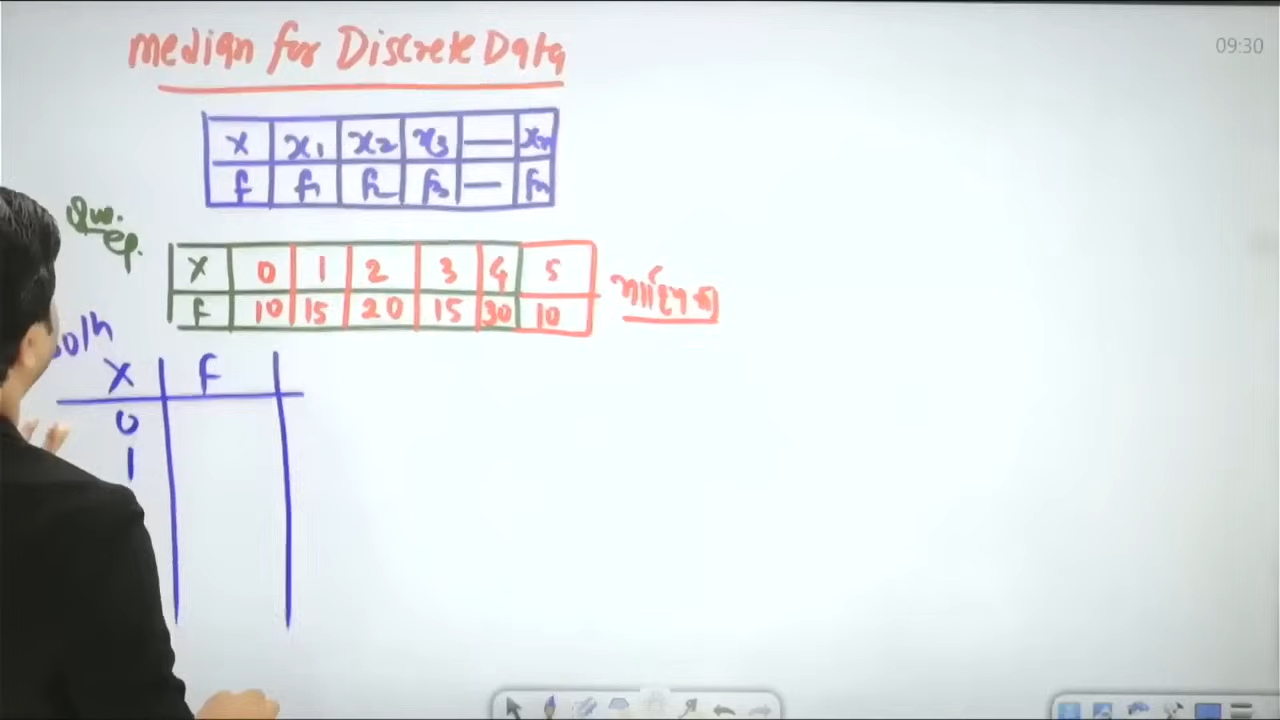 Median for Discrete Data
x x₁ x₂ x₃ — xn
f f₁ f₂ f₃ — fn
Que.
eg.
X 0 1 2 3 4 5
f 10 15 20 15 30 10
माध्यिका
Solⁿ
X f
0
1
09:30